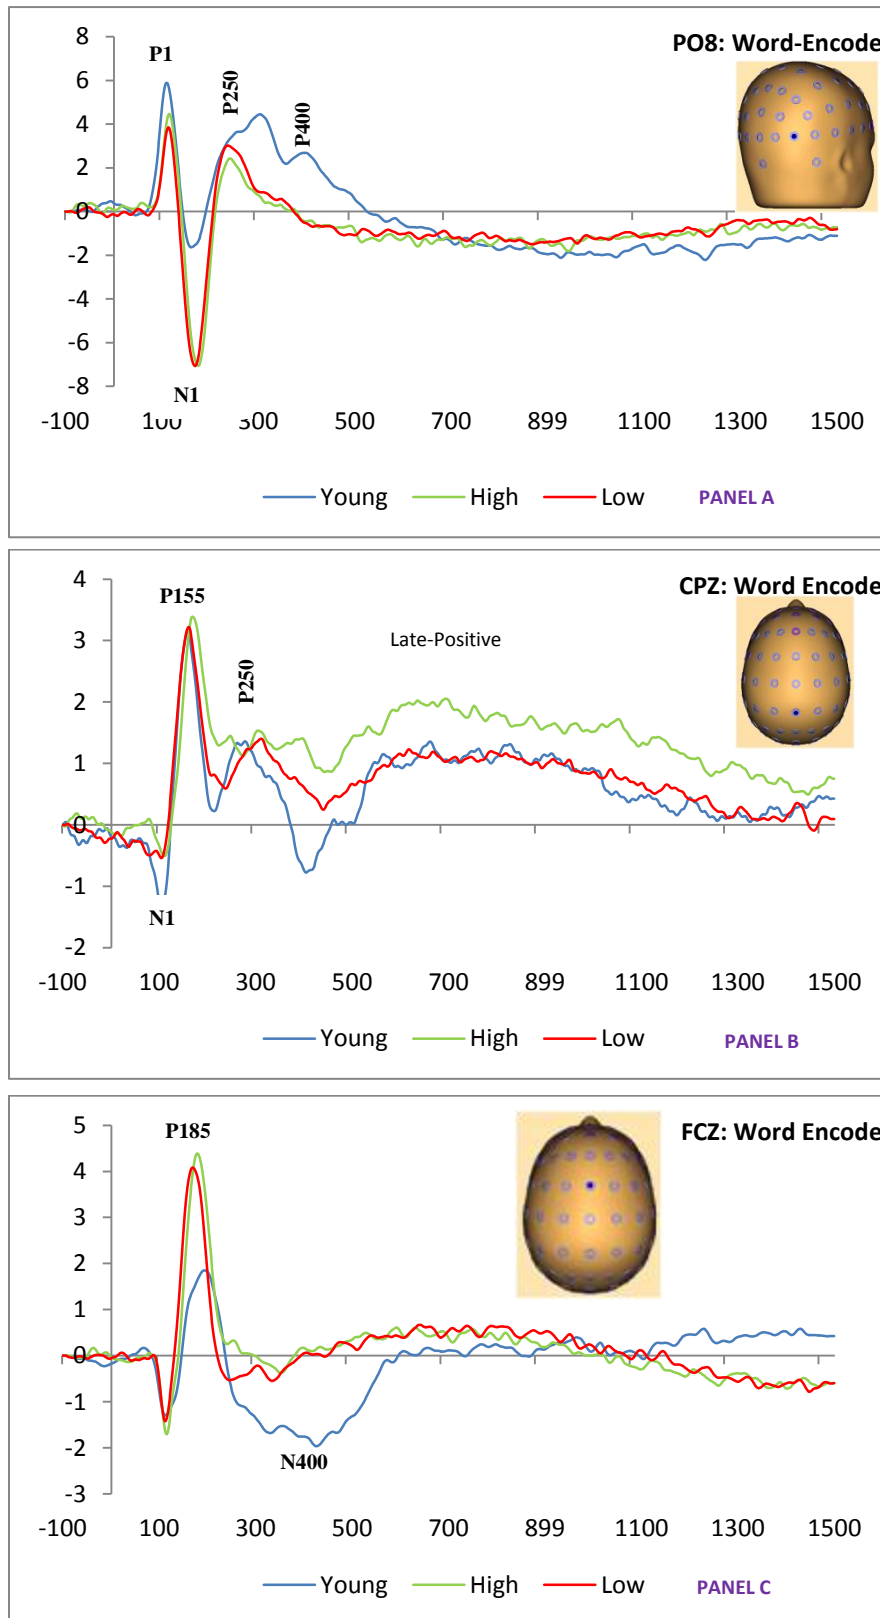 PO8: Word-Encode
8
6
4
2
0
-2
-4
-6
-8
P1
P250
P400
N1
-100 100 300 500 700 899 1100 1300 1500
Young High Low PANEL A
CPZ: Word Encode
4
3
2
1
0
-1
-2
P155
P250
Late-Positive
N1
-100 100 300 500 700 899 1100 1300 1500
Young High Low PANEL B
FCZ: Word Encode
5
4
3
2
1
0
-1
-2
-3
P185
N400
-100 100 300 500 700 899 1100 1300 1500
Young High Low PANEL C